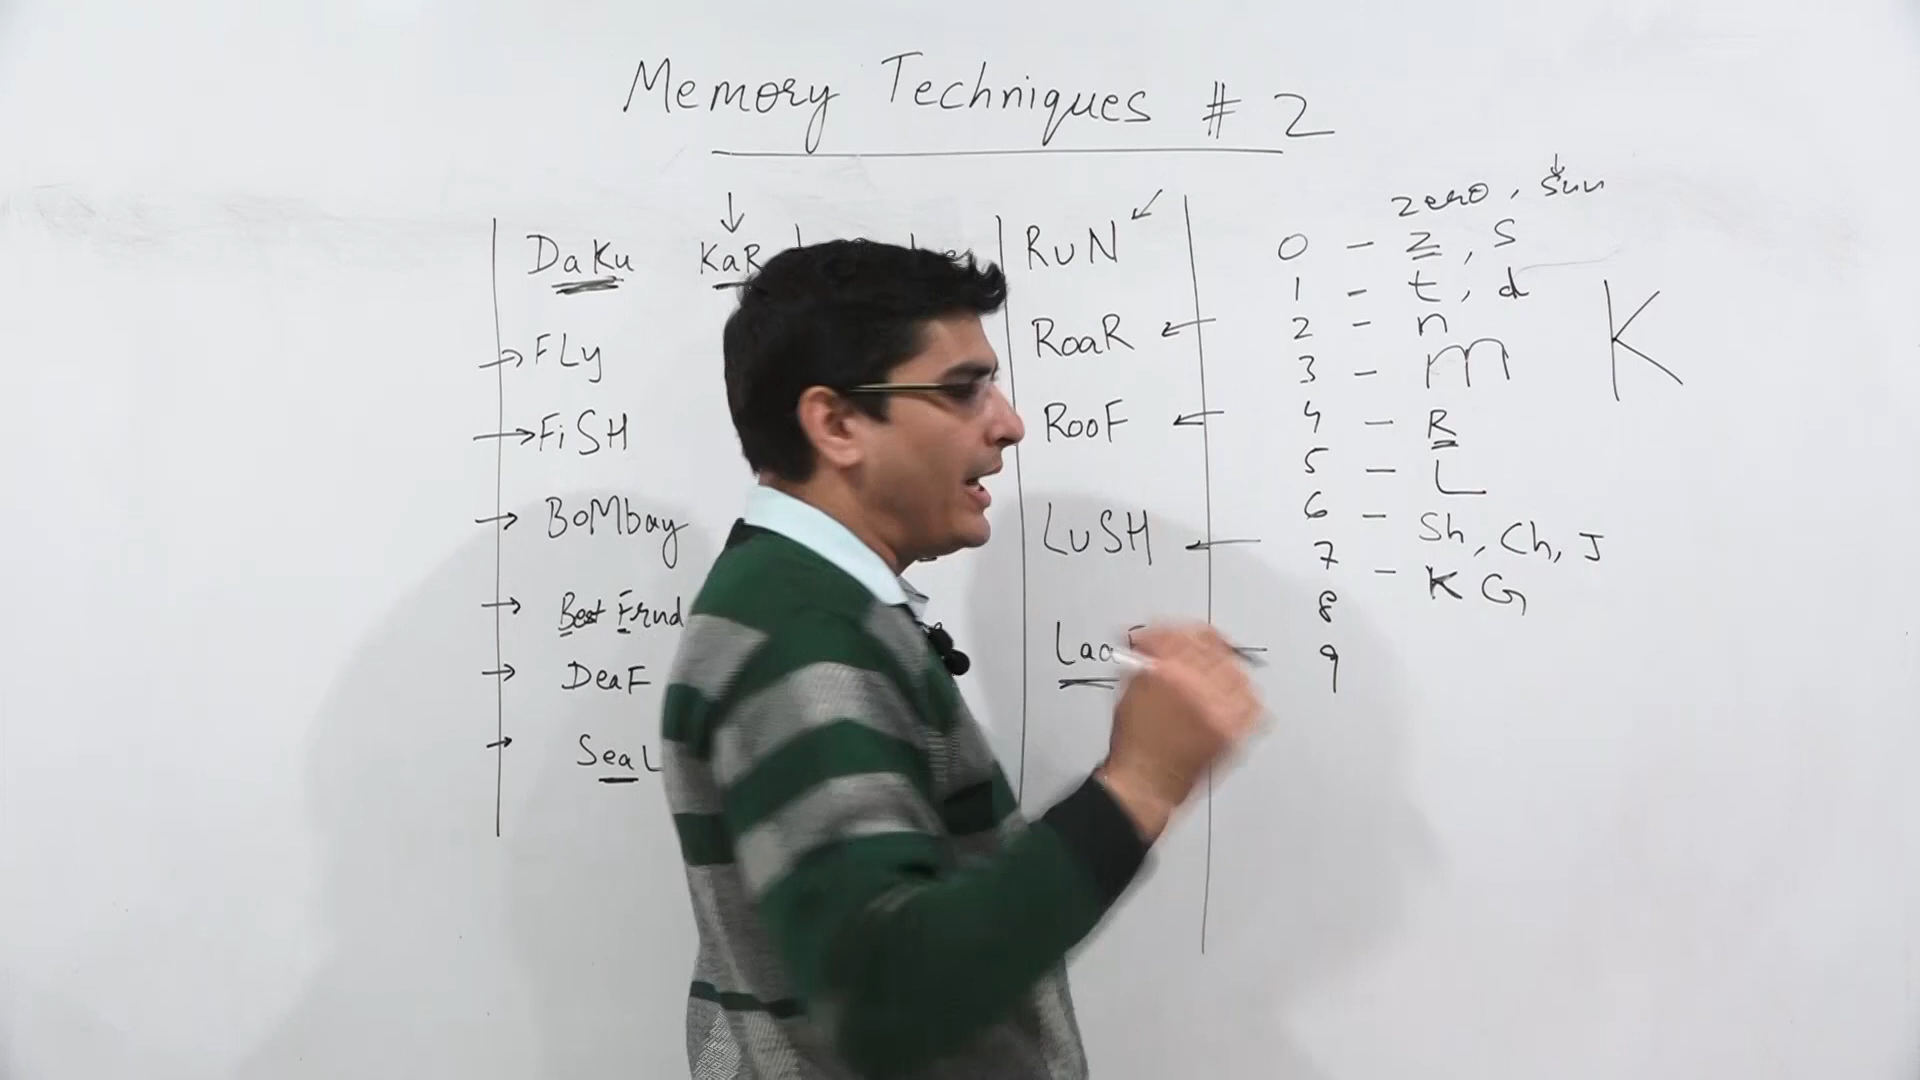 Memory Techniques # 2
DaKu KaR
FLy
FiSH
BoMbay
Best Frnd
DeaF
SeaL
RuN
RoaR
RooF
LuSH
zero, Sun
0 - z, S
1 - t, d
2 - n
3 - m
4 - R
5 - L
6 - Sh, Ch, J
7 - K G
8
9
K